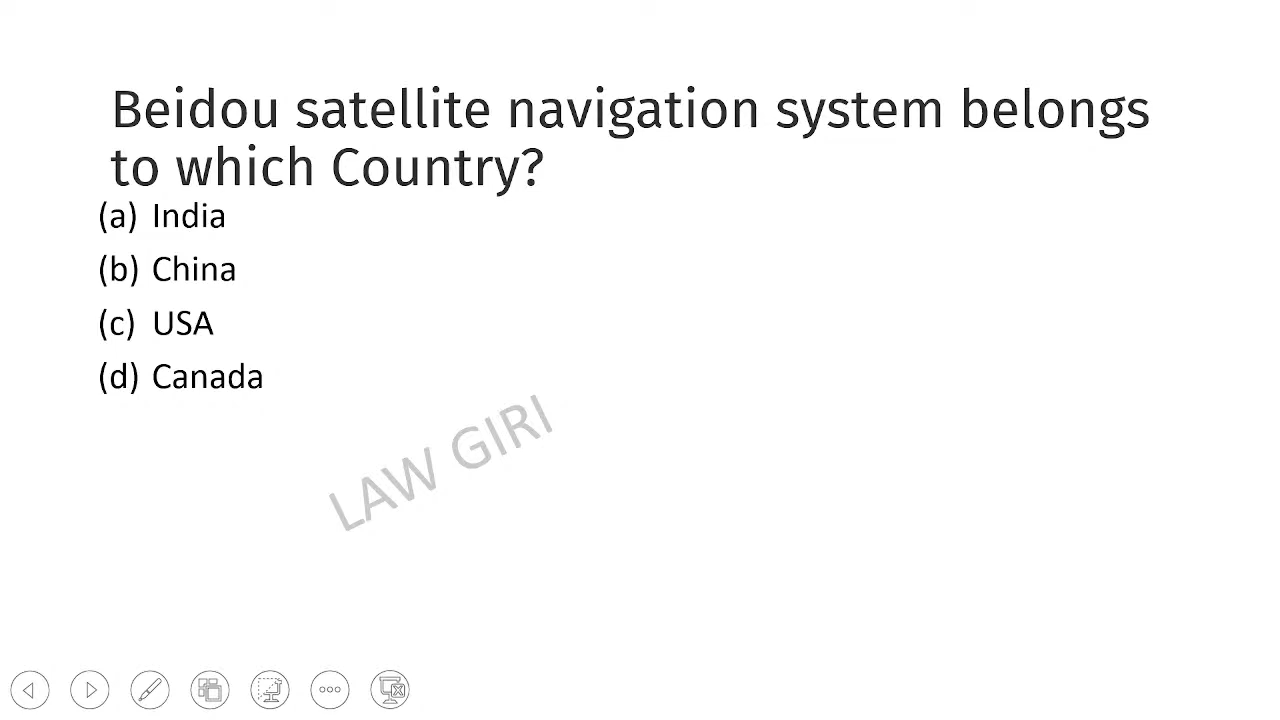 Beidou satellite navigation system belongs
to which Country?
(a) India
(b) China
(c) USA
(d) Canada
LAW GIRI